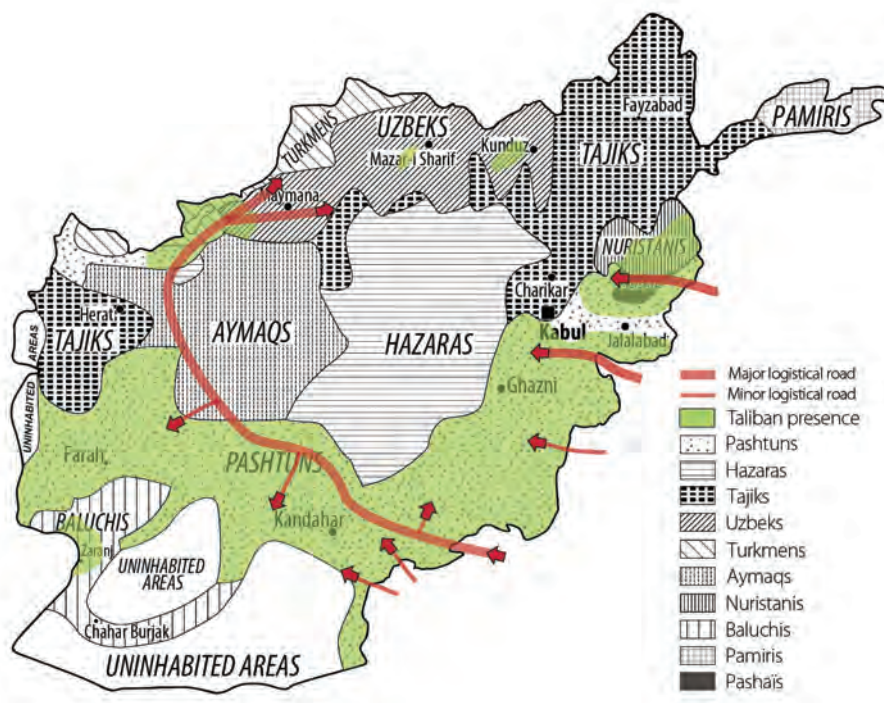 Fayzabad
PAMIRIS
UZBEKS
TURKMENS
Mazar-i Sharif
Kunduz
TAJIKS
Maymana
NURISTANIS
Herat
TAJIKS
AYMAQS
HAZARAS
Charikar
Kabul
Jalalabad
UNINHABITED AREAS
Ghazni
Farah
PASHTUNS
Kandahar
BALUCHIS
Zaranj
UNINHABITED
AREAS
Chahar Burjak
UNINHABITED AREAS
Major logistical road
Minor logistical road
Taliban presence
Pashtuns
Hazaras
Tajiks
Uzbeks
Turkmens
Aymaqs
Nuristanis
Baluchis
Pamiris
Pashaïs